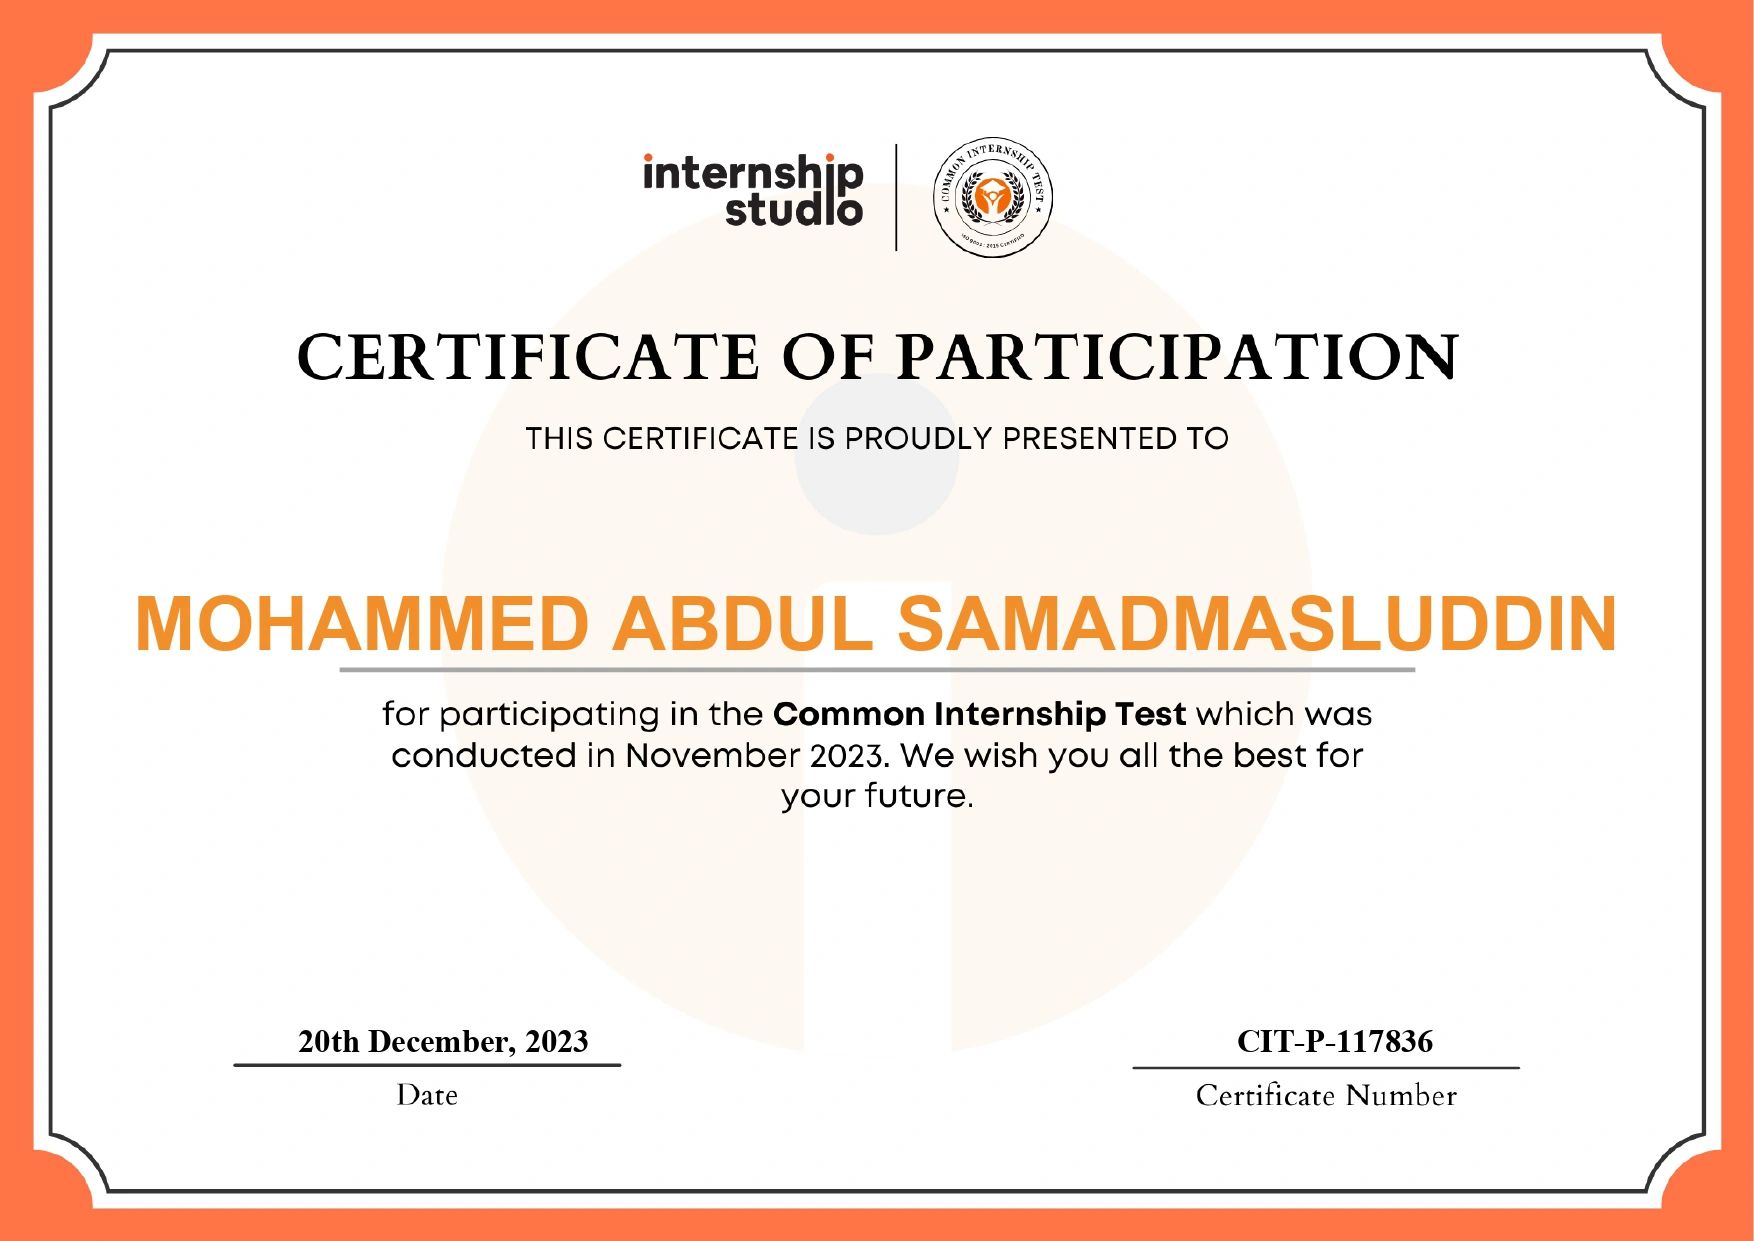 internship
studio
COMMON INTERNSHIP TEST
ISO 9001 : 2015 CERTIFIED
CERTIFICATE OF PARTICIPATION
THIS CERTIFICATE IS PROUDLY PRESENTED TO
MOHAMMED ABDUL SAMADMASLUDDIN
for participating in the Common Internship Test which was
conducted in November 2023. We wish you all the best for
your future.
20th December, 2023
Date
CIT-P-117836
Certificate Number